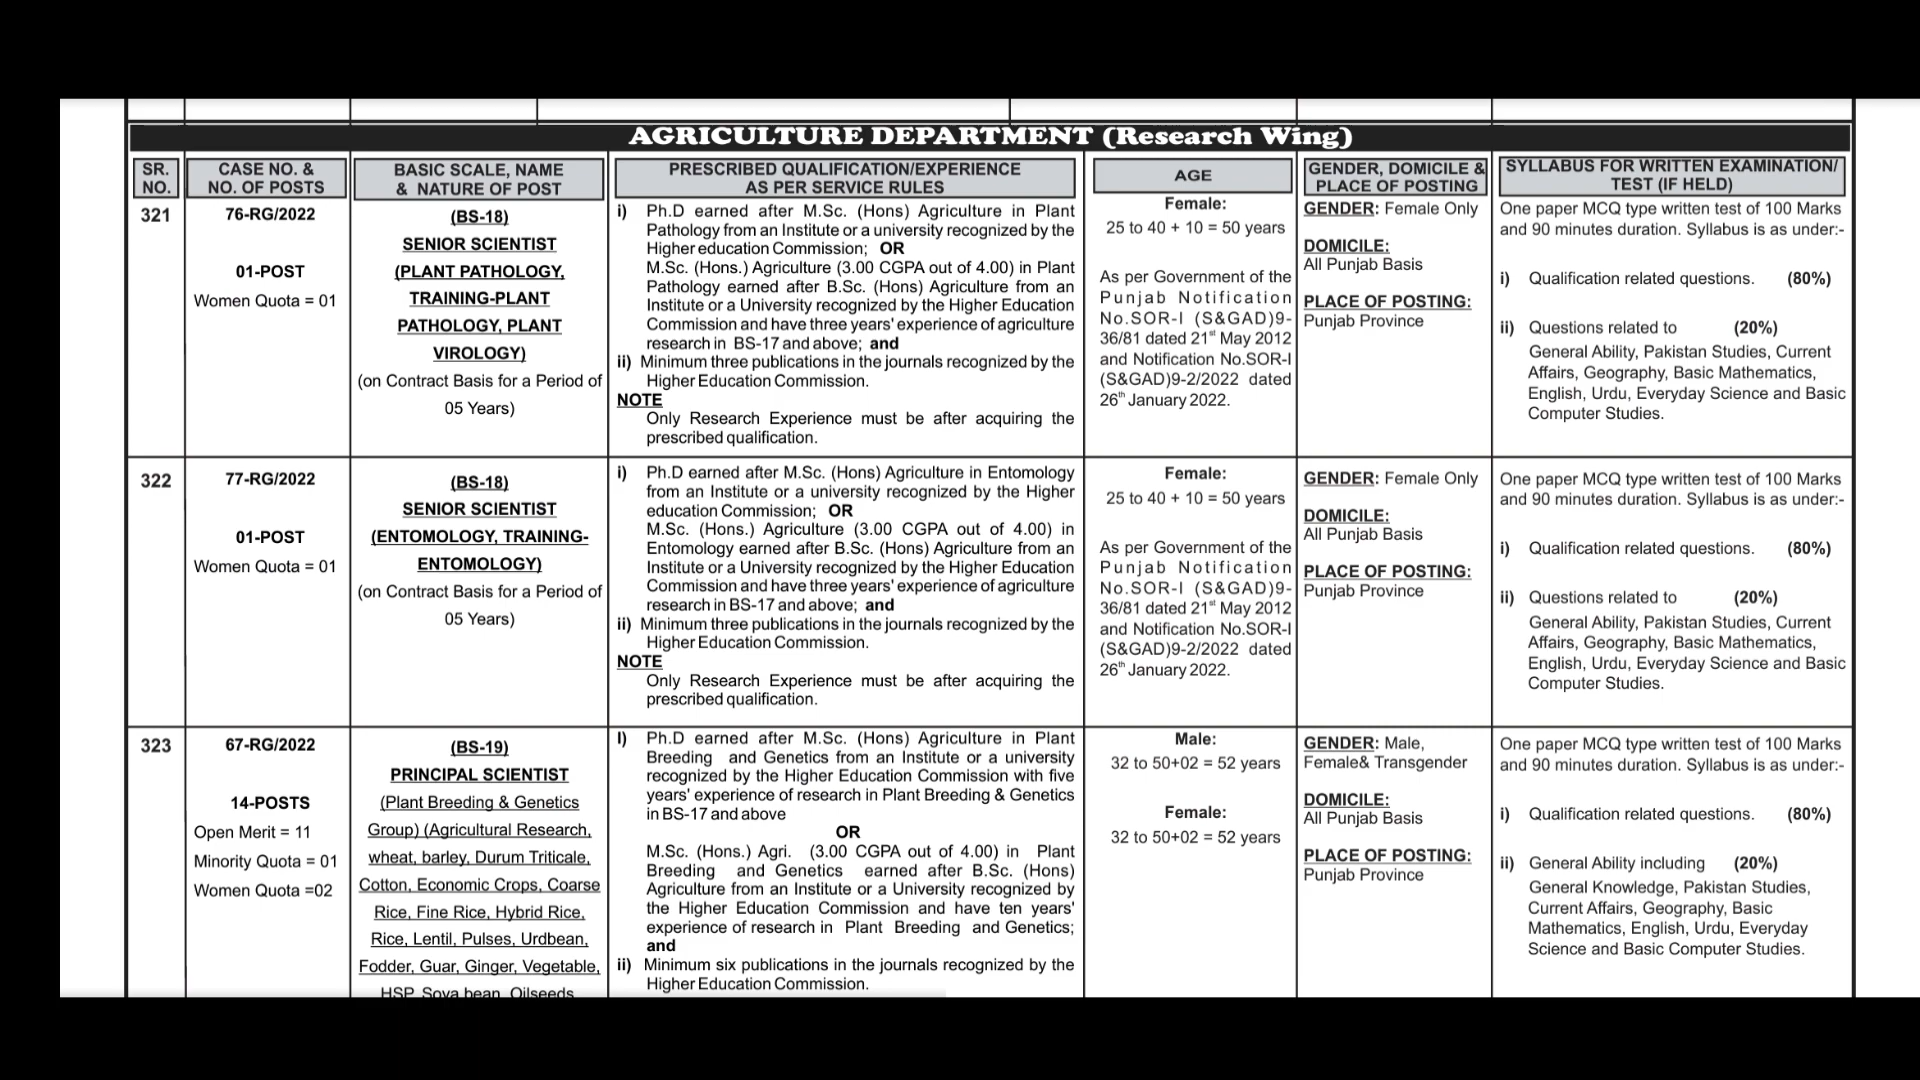 AGRICULTURE DEPARTMENT (Research Wing)
SR. NO.
CASE NO. & NO. OF POSTS
BASIC SCALE, NAME & NATURE OF POST
PRESCRIBED QUALIFICATION/EXPERIENCE AS PER SERVICE RULES
AGE
GENDER, DOMICILE & PLACE OF POSTING
SYLLABUS FOR WRITTEN EXAMINATION/ TEST (IF HELD)
321
76-RG/2022
01-POST
Women Quota = 01
(BS-18)
SENIOR SCIENTIST
(PLANT PATHOLOGY,
TRAINING-PLANT
PATHOLOGY, PLANT
VIROLOGY)
(on Contract Basis for a Period of
05 Years)
i) Ph.D earned after M.Sc. (Hons) Agriculture in Plant
Pathology from an Institute or a university recognized by the
Higher education Commission; OR
M.Sc. (Hons.) Agriculture (3.00 CGPA out of 4.00) in Plant
Pathology earned after B.Sc. (Hons) Agriculture from an
Institute or a University recognized by the Higher Education
Commission and have three years' experience of agriculture
research in BS-17 and above; and
ii) Minimum three publications in the journals recognized by the
Higher Education Commission.
NOTE
Only Research Experience must be after acquiring the
prescribed qualification.
Female:
25 to 40 + 10 = 50 years
As per Government of the
Punjab Notification
No.SOR-I (S&GAD)9-
36/81 dated 21st May 2012
and Notification No.SOR-I
(S&GAD)9-2/2022 dated
26th January 2022.
GENDER: Female Only
DOMICILE:
All Punjab Basis
PLACE OF POSTING:
Punjab Province
One paper MCQ type written test of 100 Marks
and 90 minutes duration. Syllabus is as under:-
i) Qualification related questions. (80%)
ii) Questions related to (20%)
General Ability, Pakistan Studies, Current
Affairs, Geography, Basic Mathematics,
English, Urdu, Everyday Science and Basic
Computer Studies.
322
77-RG/2022
01-POST
Women Quota = 01
(BS-18)
SENIOR SCIENTIST
(ENTOMOLOGY, TRAINING-
ENTOMOLOGY)
(on Contract Basis for a Period of
05 Years)
i) Ph.D earned after M.Sc. (Hons) Agriculture in Entomology
from an Institute or a university recognized by the Higher
education Commission; OR
M.Sc. (Hons.) Agriculture (3.00 CGPA out of 4.00) in
Entomology earned after B.Sc. (Hons) Agriculture from an
Institute or a University recognized by the Higher Education
Commission and have three years' experience of agriculture
research in BS-17 and above; and
ii) Minimum three publications in the journals recognized by the
Higher Education Commission.
NOTE
Only Research Experience must be after acquiring the
prescribed qualification.
Female:
25 to 40 + 10 = 50 years
As per Government of the
Punjab Notification
No.SOR-I (S&GAD)9-
36/81 dated 21st May 2012
and Notification No.SOR-I
(S&GAD)9-2/2022 dated
26th January 2022.
GENDER: Female Only
DOMICILE:
All Punjab Basis
PLACE OF POSTING:
Punjab Province
One paper MCQ type written test of 100 Marks
and 90 minutes duration. Syllabus is as under:-
i) Qualification related questions. (80%)
ii) Questions related to (20%)
General Ability, Pakistan Studies, Current
Affairs, Geography, Basic Mathematics,
English, Urdu, Everyday Science and Basic
Computer Studies.
323
67-RG/2022
14-POSTS
Open Merit = 11
Minority Quota = 01
Women Quota =02
(BS-19)
PRINCIPAL SCIENTIST
(Plant Breeding & Genetics
Group) (Agricultural Research,
wheat, barley, Durum Triticale,
Cotton, Economic Crops, Coarse
Rice, Fine Rice, Hybrid Rice,
Rice, Lentil, Pulses, Urdbean,
Fodder, Guar, Ginger, Vegetable,
HSP, Soya bean, Oilseeds,
I) Ph.D earned after M.Sc. (Hons) Agriculture in Plant
Breeding and Genetics from an Institute or a university
recognized by the Higher Education Commission with five
years' experience of research in Plant Breeding & Genetics
in BS-17 and above
OR
M.Sc. (Hons.) Agri. (3.00 CGPA out of 4.00) in Plant
Breeding and Genetics earned after B.Sc. (Hons)
Agriculture from an Institute or a University recognized by
the Higher Education Commission and have ten years'
experience of research in Plant Breeding and Genetics;
and
ii) Minimum six publications in the journals recognized by the
Higher Education Commission.
Male:
32 to 50+02 = 52 years
Female:
32 to 50+02 = 52 years
GENDER: Male,
Female& Transgender
DOMICILE:
All Punjab Basis
PLACE OF POSTING:
Punjab Province
One paper MCQ type written test of 100 Marks
and 90 minutes duration. Syllabus is as under:-
i) Qualification related questions. (80%)
ii) General Ability including (20%)
General Knowledge, Pakistan Studies,
Current Affairs, Geography, Basic
Mathematics, English, Urdu, Everyday
Science and Basic Computer Studies.